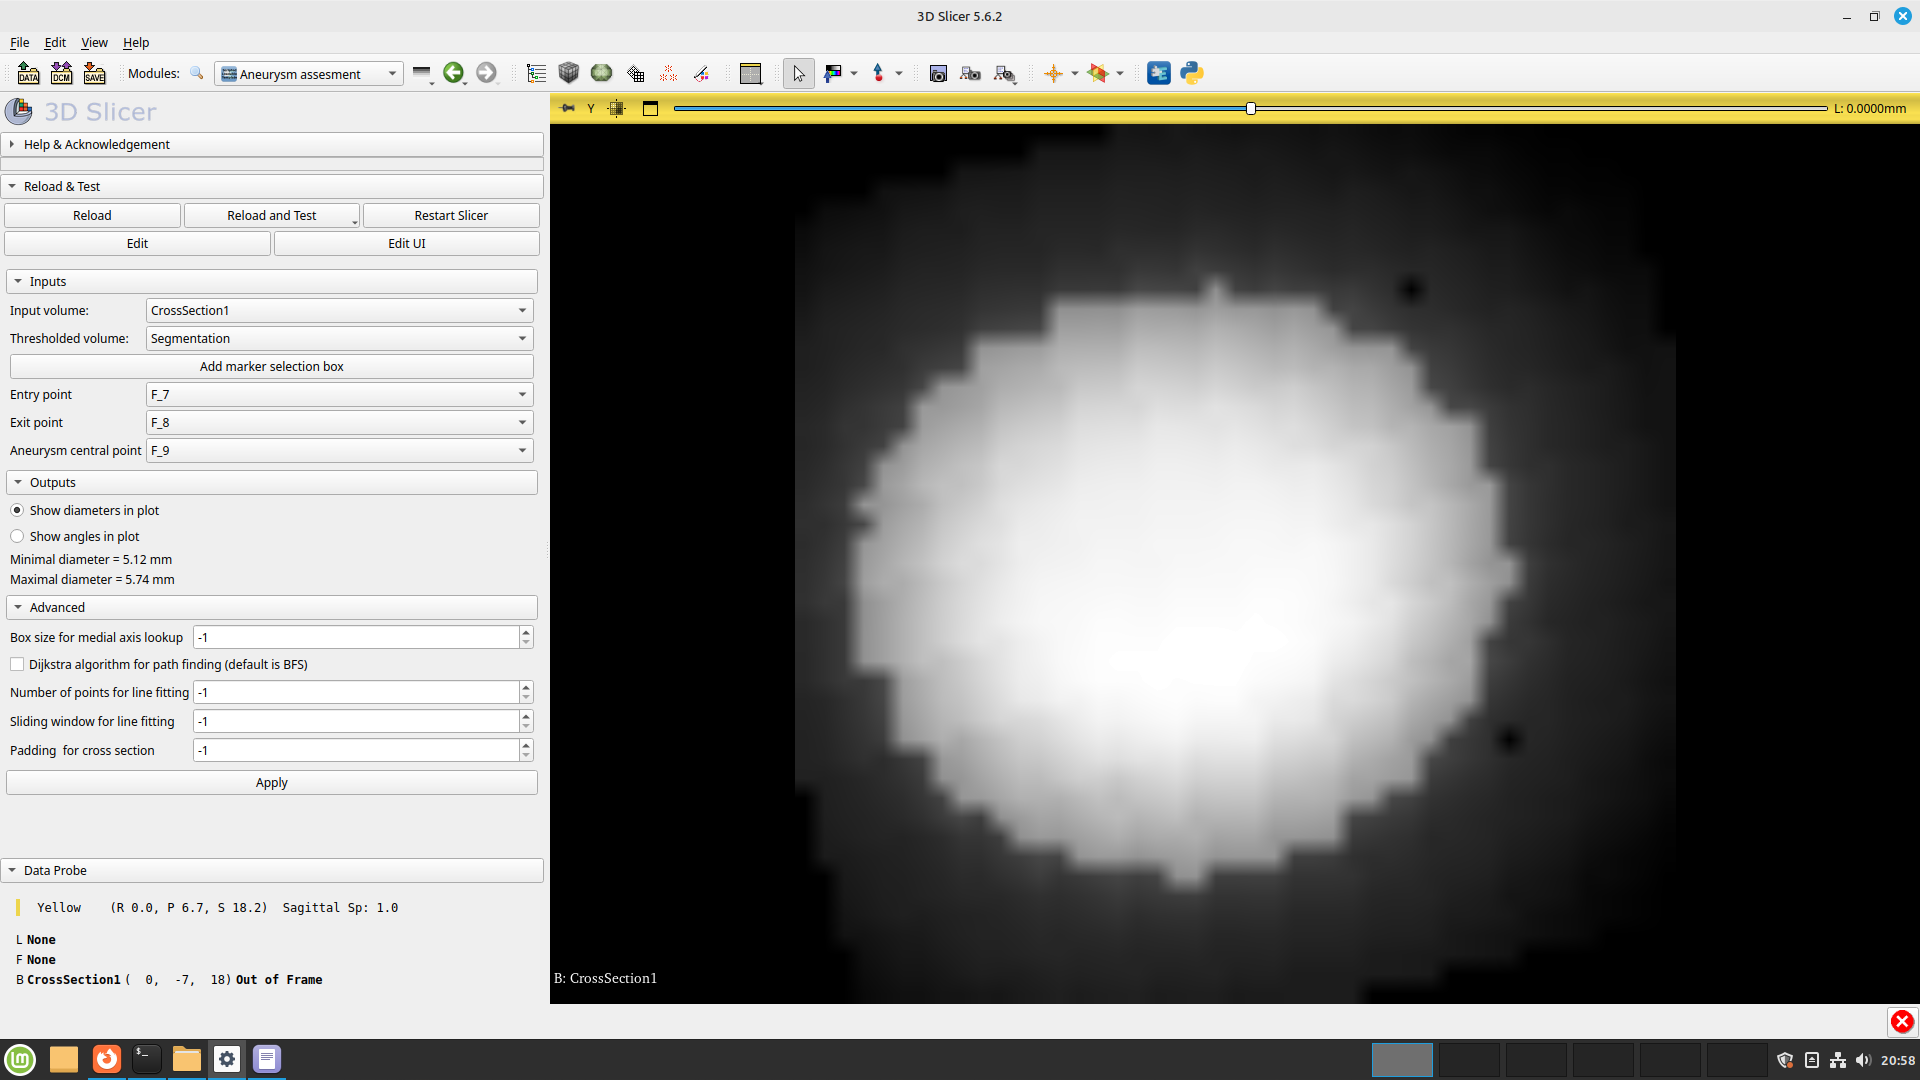 3D Slicer 5.6.2
File Edit View Help
DATA DCM SAVE Modules: Aneurysm assesment
3D Slicer
Y L: 0.0000mm
Help & Acknowledgement
Reload & Test
Reload Reload and Test Restart Slicer
Edit Edit UI
Inputs
Input volume: CrossSection1
Thresholded volume: Segmentation
Add marker selection box
Entry point F_7
Exit point F_8
Aneurysm central point F_9
Outputs
Show diameters in plot
Show angles in plot
Minimal diameter = 5.12 mm
Maximal diameter = 5.74 mm
Advanced
Box size for medial axis lookup -1
Dijkstra algorithm for path finding (default is BFS)
Number of points for line fitting -1
Sliding window for line fitting -1
Padding for cross section -1
Apply
Data Probe
Yellow (R 0.0, P 6.7, S 18.2) Sagittal Sp: 1.0
L None
F None
B CrossSection1 ( 0, -7, 18) Out of Frame
B: CrossSection1
20:58